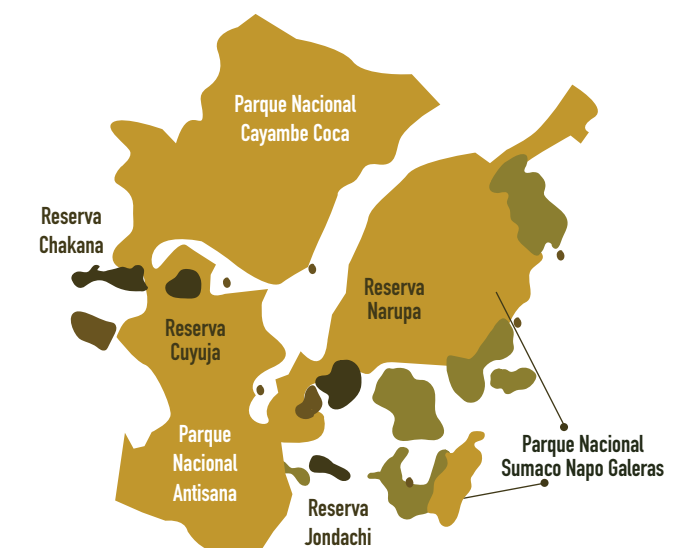 Parque Nacional
Cayambe Coca
Reserva
Chakana
Reserva
Narupa
Reserva
Cuyuja
Parque
Nacional
Antisana
Parque Nacional
Sumaco Napo Galeras
Reserva
Jondachi